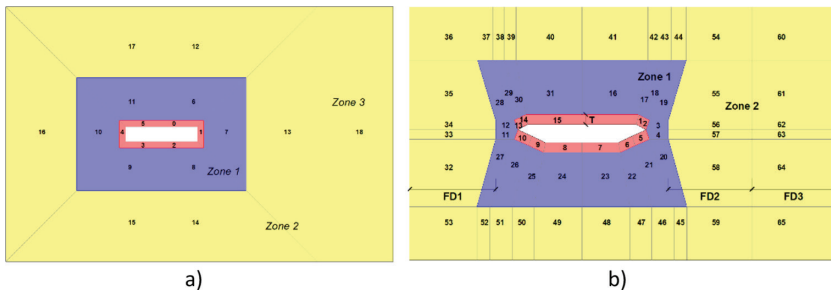 17 12
Zone 3
11 6
5 0
16 10 4 1 7 13 18
3 2
9 8
Zone 1
15 14
Zone 2
a)
36 37 38 39 40 41 42 43 44 54 60
Zone 1
35 29 31 16 18 55 61
28 30 17 19
Zone 2
14 15 T 1
34 12 13 2 3 56 62
33 11 10 5 4 57 63
9 8 7 6
27 20
32 26 21 58 64
25 24 23 22
FD1 FD2 FD3
53 52 51 50 49 48 47 46 45 59 65
b)